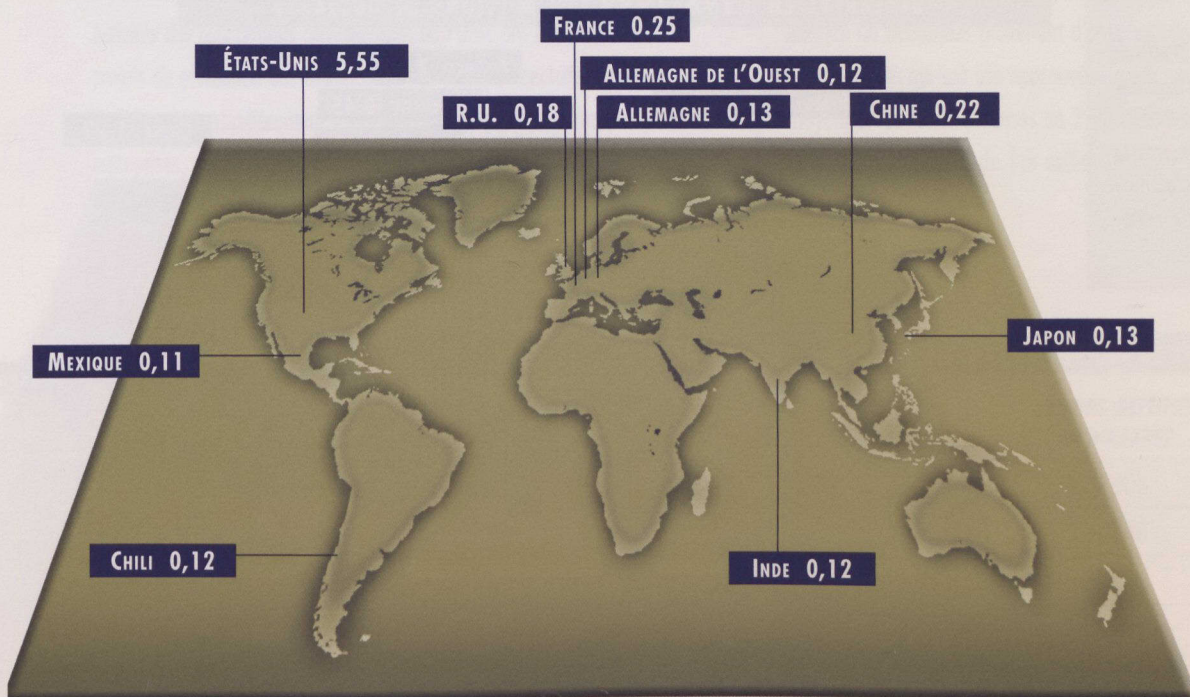 FRANCE 0.25
ÉTATS-UNIS 5,55
ALLEMAGNE DE L'OUEST 0,12
R.U. 0,18
ALLEMAGNE 0,13
CHINE 0,22
JAPON 0,13
MEXIQUE 0,11
CHILI 0,12
INDE 0,12